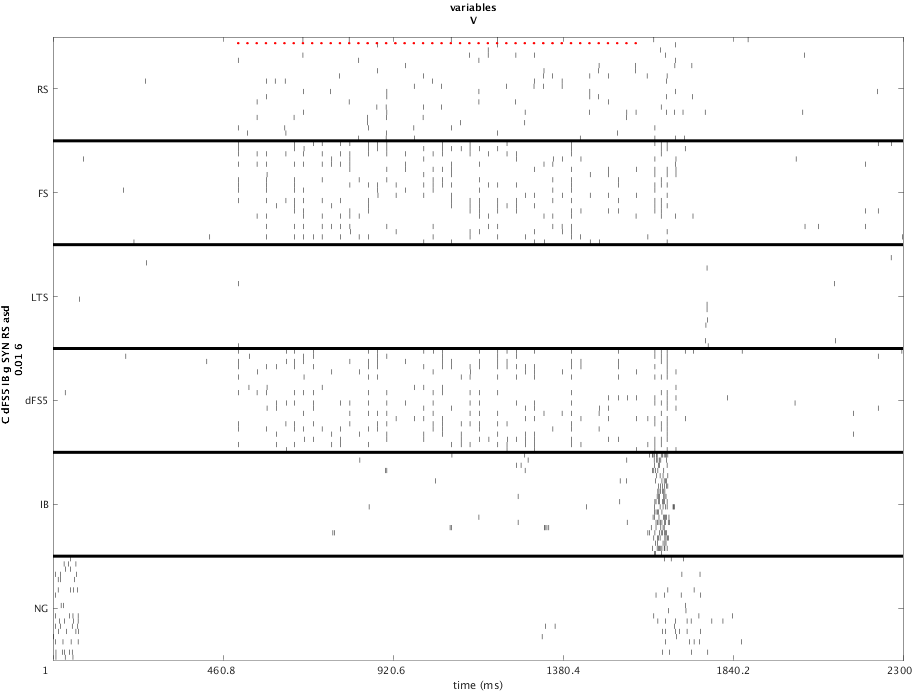 variables
V
RS
FS
LTS
dFS5
IB
NG
C dFS5 IB g SYN RS asd
0.01 6
1
460.8
920.6
1380.4
1840.2
2300
time (ms)